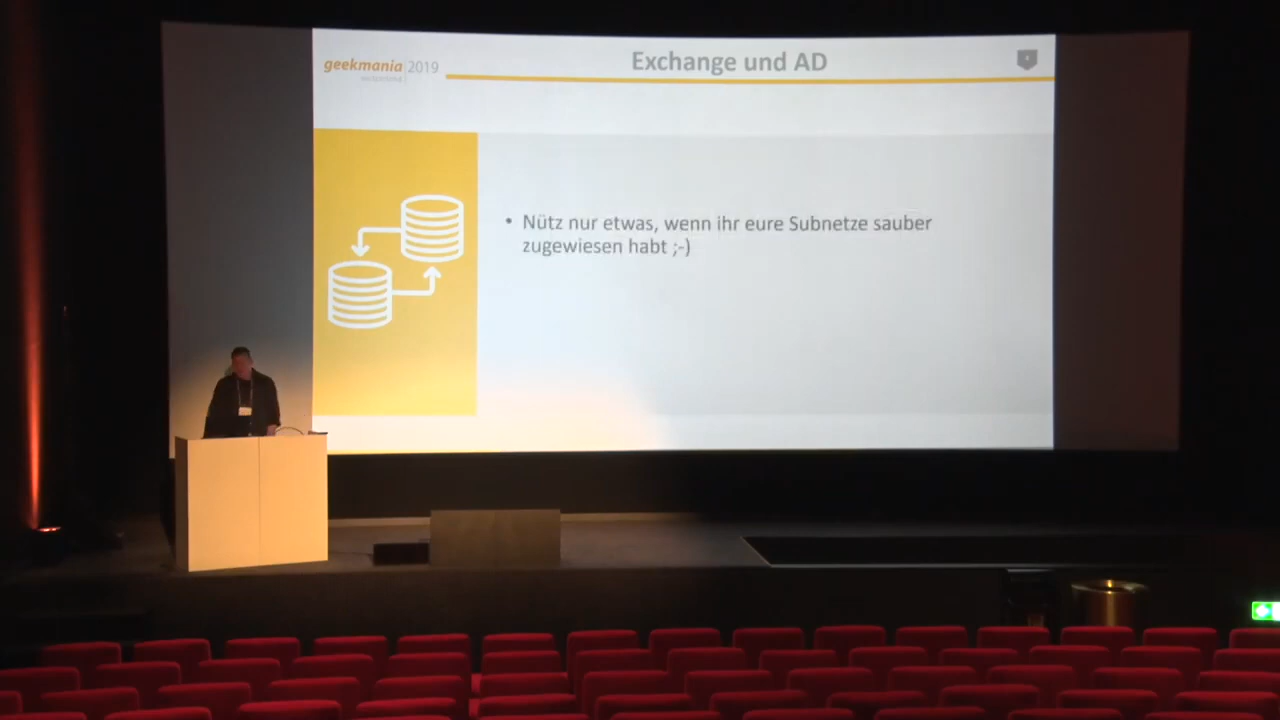 geekmania 2019
Exchange und AD
• Nütz nur etwas, wenn ihr eure Subnetze sauber
zugewiesen habt ;-)